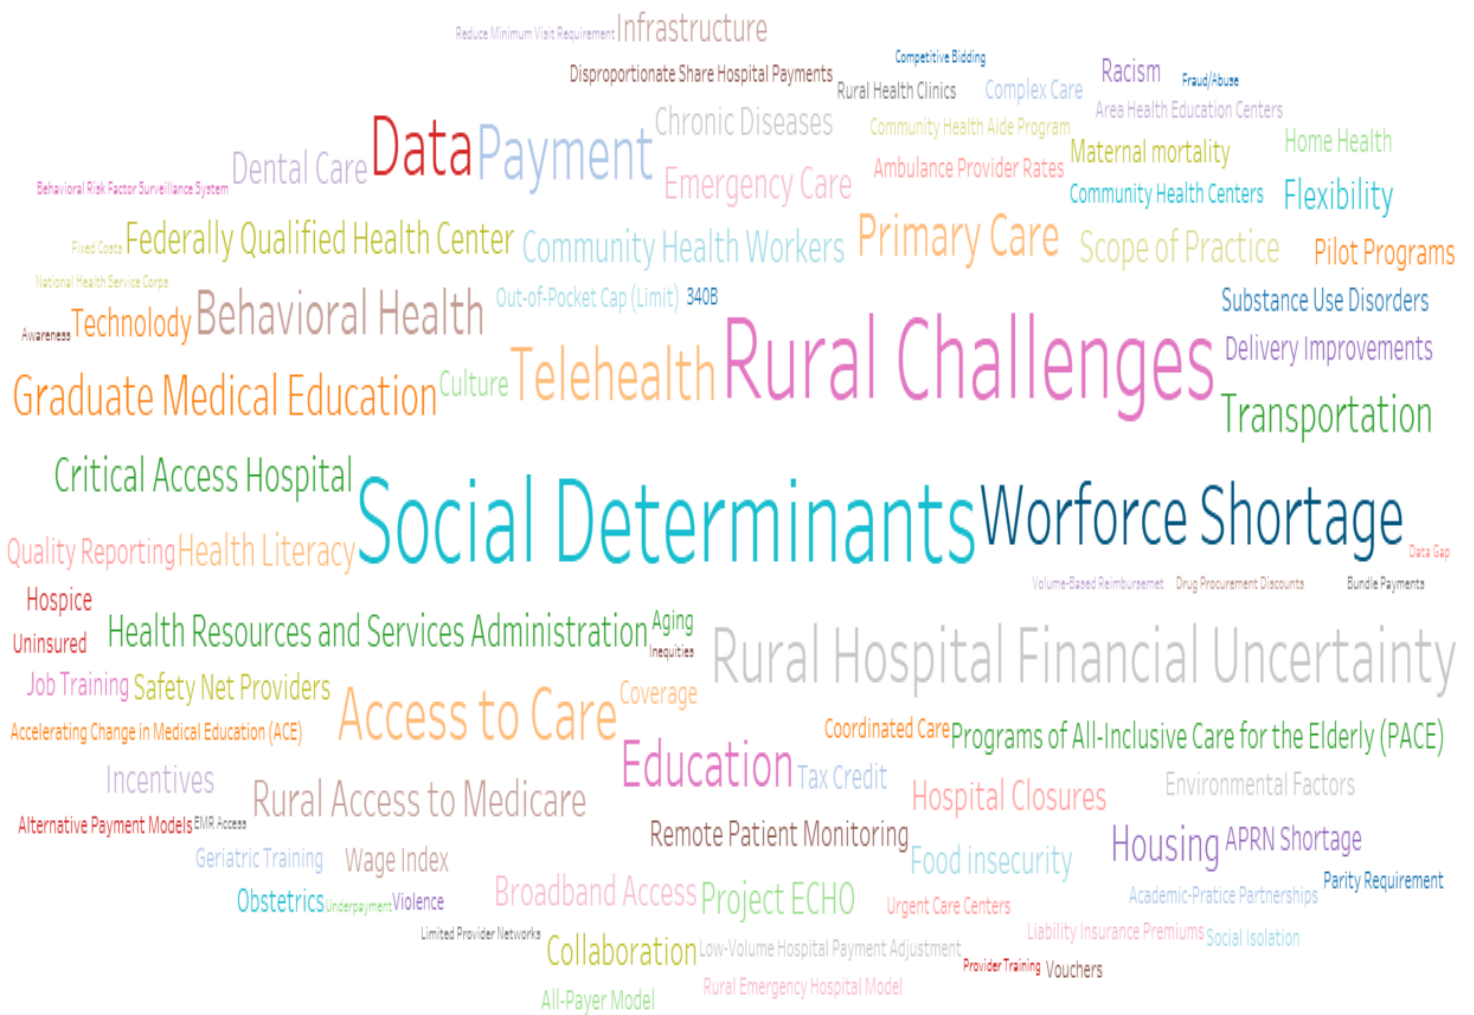 Reduce Minimum Visit Requirement
Infrastructure
Competitive Bidding
Disproportionate Share Hospital Payments
Racism
Fraud/Abuse
Rural Health Clinics
Complex Care
Area Health Education Centers
Chronic Diseases
Community Health Aide Program
Home Health
Data
Payment
Maternal mortality
Dental Care
Emergency Care
Ambulance Provider Rates
Behavioral Risk Factor Surveillance System
Community Health Centers
Flexibility
Fixed Costs
Federally Qualified Health Center
Community Health Workers
Primary Care
Scope of Practice
Pilot Programs
National Health Service Corps
Out-of-Pocket Cap (Limit)
340B
Substance Use Disorders
Awareness
Technolody
Behavioral Health
Delivery Improvements
Graduate Medical Education
Culture
Telehealth
Rural Challenges
Transportation
Critical Access Hospital
Social Determinants
Worforce Shortage
Quality Reporting
Health Literacy
Data Gap
Volume-Based Reimbursemet
Drug Procurement Discounts
Bundle Payments
Hospice
Uninsured
Health Resources and Services Administration
Aging
Inequities
Rural Hospital Financial Uncertainty
Job Training
Safety Net Providers
Access to Care
Coverage
Accelerating Change in Medical Education (ACE)
Coordinated Care
Programs of All-Inclusive Care for the Elderly (PACE)
Incentives
Education
Tax Credit
Environmental Factors
Rural Access to Medicare
Hospital Closures
Alternative Payment Models
EMR Access
Remote Patient Monitoring
Housing
APRN Shortage
Geriatric Training
Wage Index
Food insecurity
Obstetrics
Underpayment
Violence
Broadband Access
Project ECHO
Urgent Care Centers
Academic-Pratice Partnerships
Parity Requirement
Limited Provider Networks
Collaboration
Low-Volume Hospital Payment Adjustment
Liability Insurance Premiums
Social Isolation
Provider Training
Vouchers
All-Payer Model
Rural Emergency Hospital Model